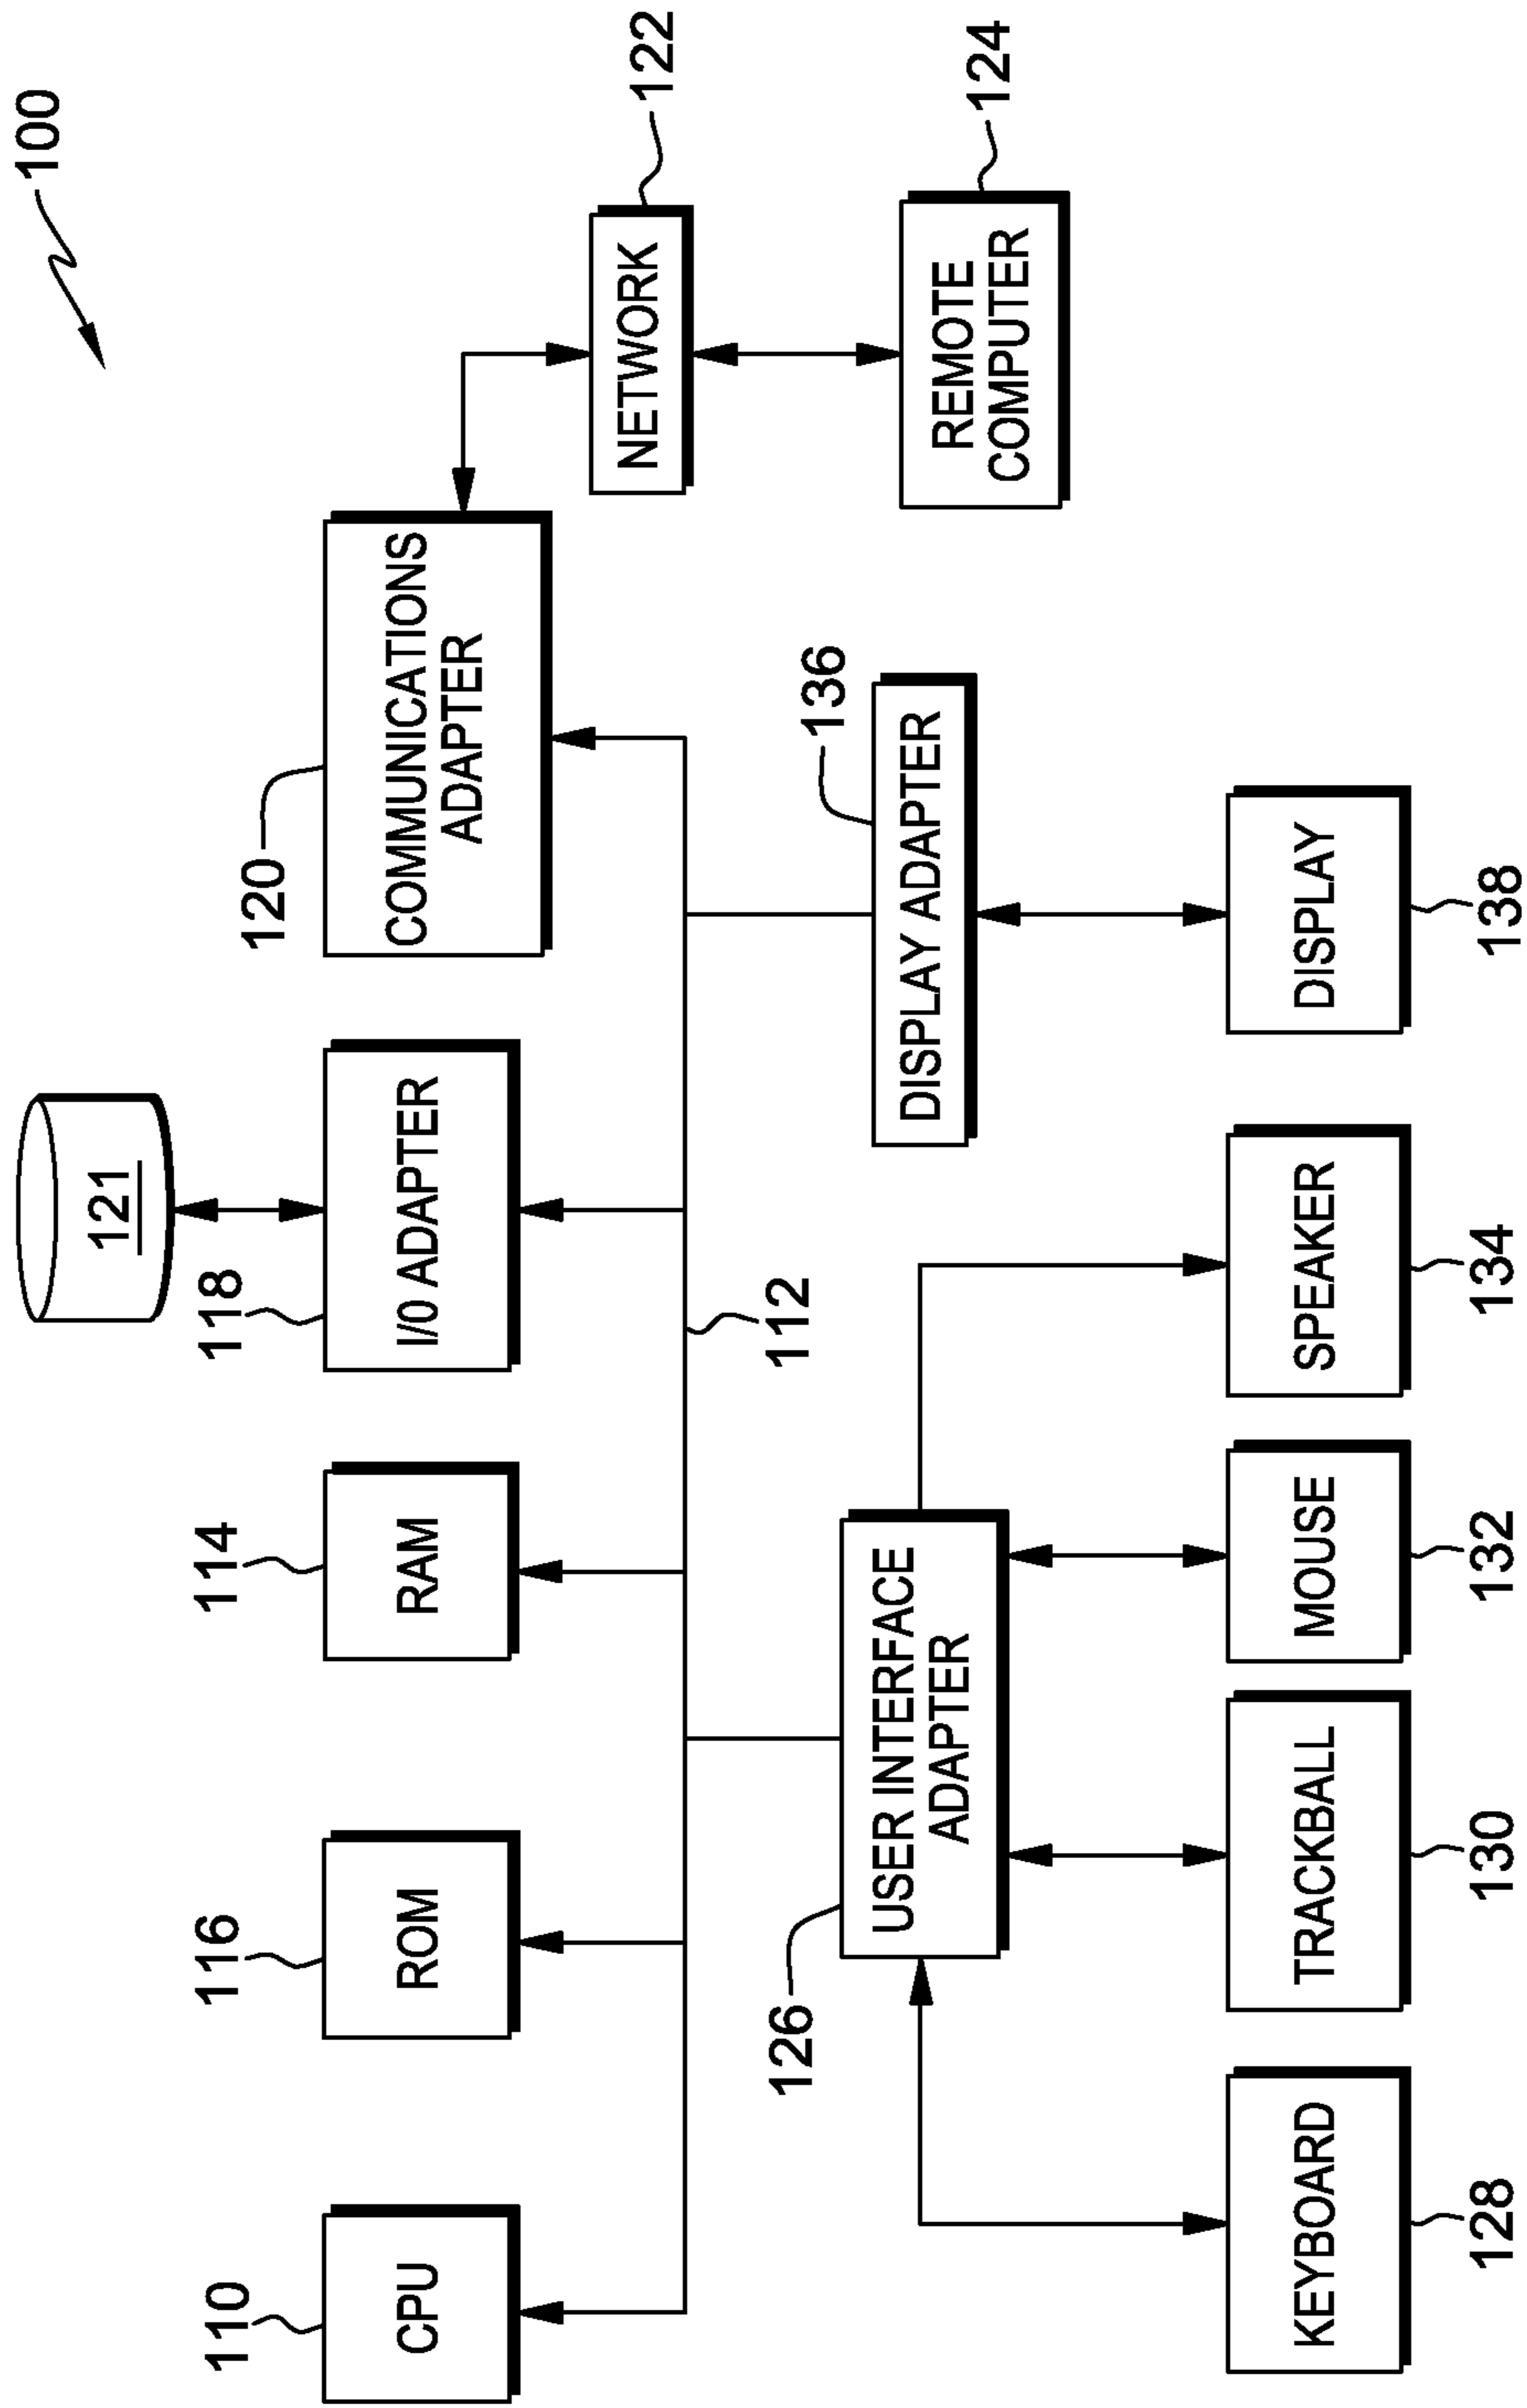 100
121
110
116
114
118
120
CPU
ROM
RAM
I/O ADAPTER
COMMUNICATIONS
ADAPTER
122
NETWORK
112
126
136
USER INTERFACE
ADAPTER
DISPLAY ADAPTER
124
REMOTE
COMPUTER
KEYBOARD
TRACKBALL
MOUSE
SPEAKER
DISPLAY
128
130
132
134
138